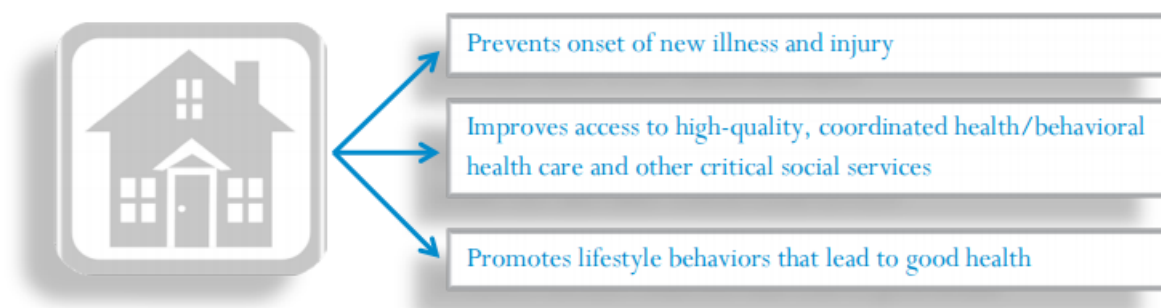 Prevents onset of new illness and injury
Improves access to high-quality, coordinated health/behavioral
health care and other critical social services
Promotes lifestyle behaviors that lead to good health